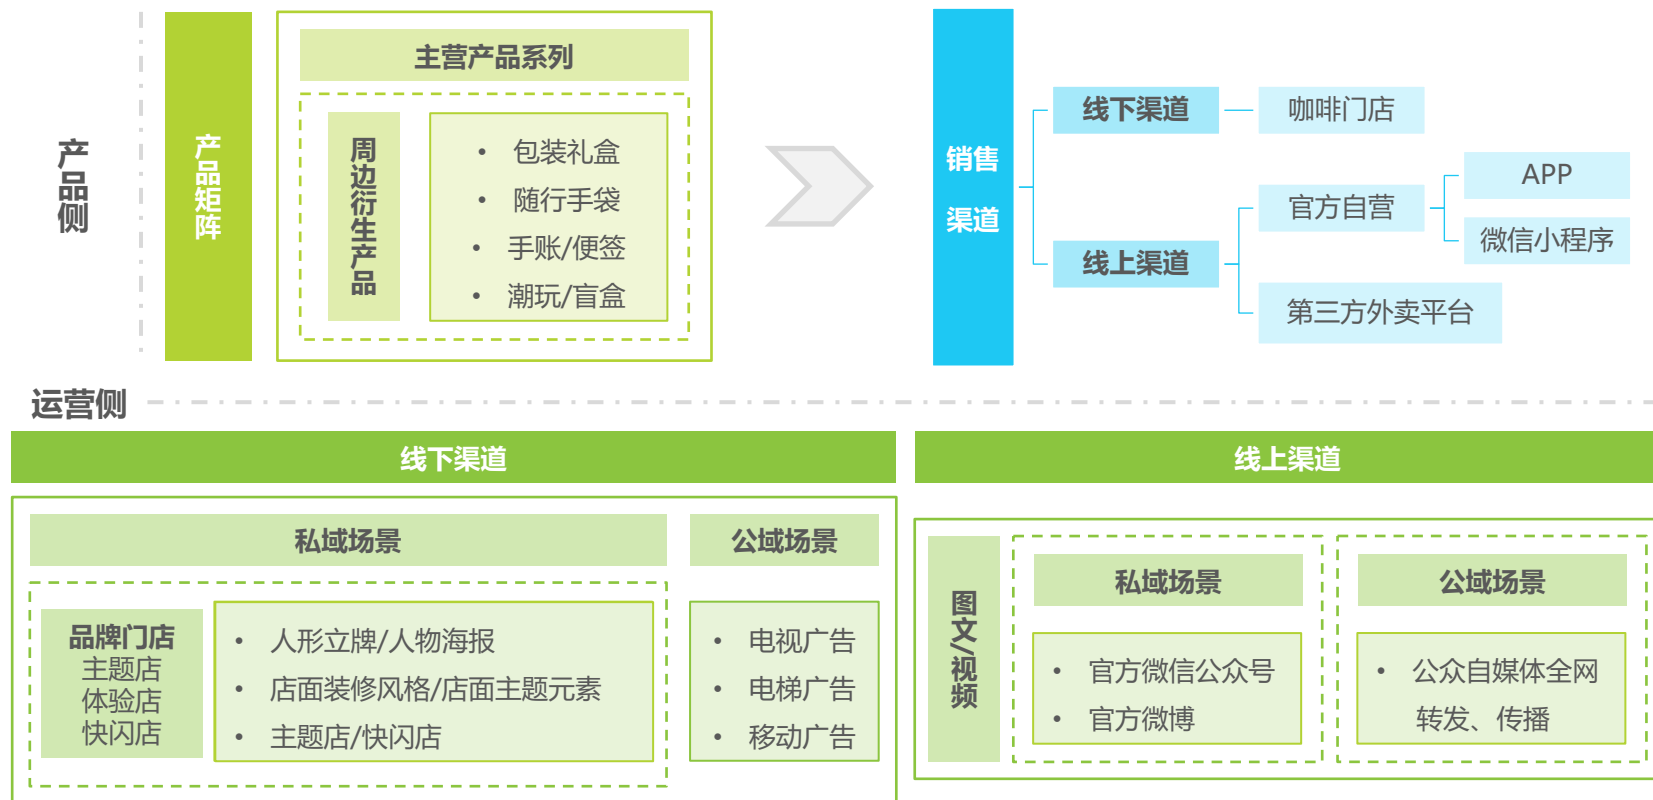 产品侧
产品矩阵
主营产品系列
周边衍生产品
• 包装礼盒
• 随行手袋
• 手账/便签
• 潮玩/盲盒
销售
渠道
线下渠道
咖啡门店
线上渠道
官方自营
APP
微信小程序
第三方外卖平台
运营侧
线下渠道
私域场景
品牌门店
主题店
体验店
快闪店
• 人形立牌/人物海报
• 店面装修风格/店面主题元素
• 主题店/快闪店
公域场景
• 电视广告
• 电梯广告
• 移动广告
线上渠道
图文/视频
私域场景
• 官方微信公众号
• 官方微博
公域场景
• 公众自媒体全网
转发、传播